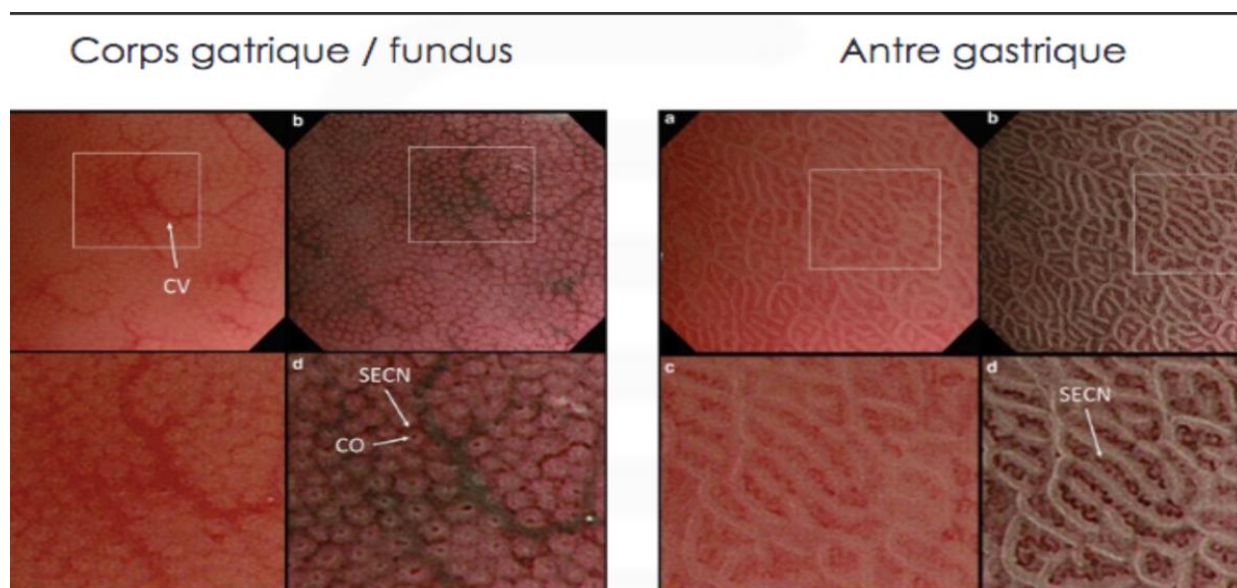 Corps gatrique / fundus
Antre gastrique
b
CV
d
SECN
CO
a
b
c
d
SECN